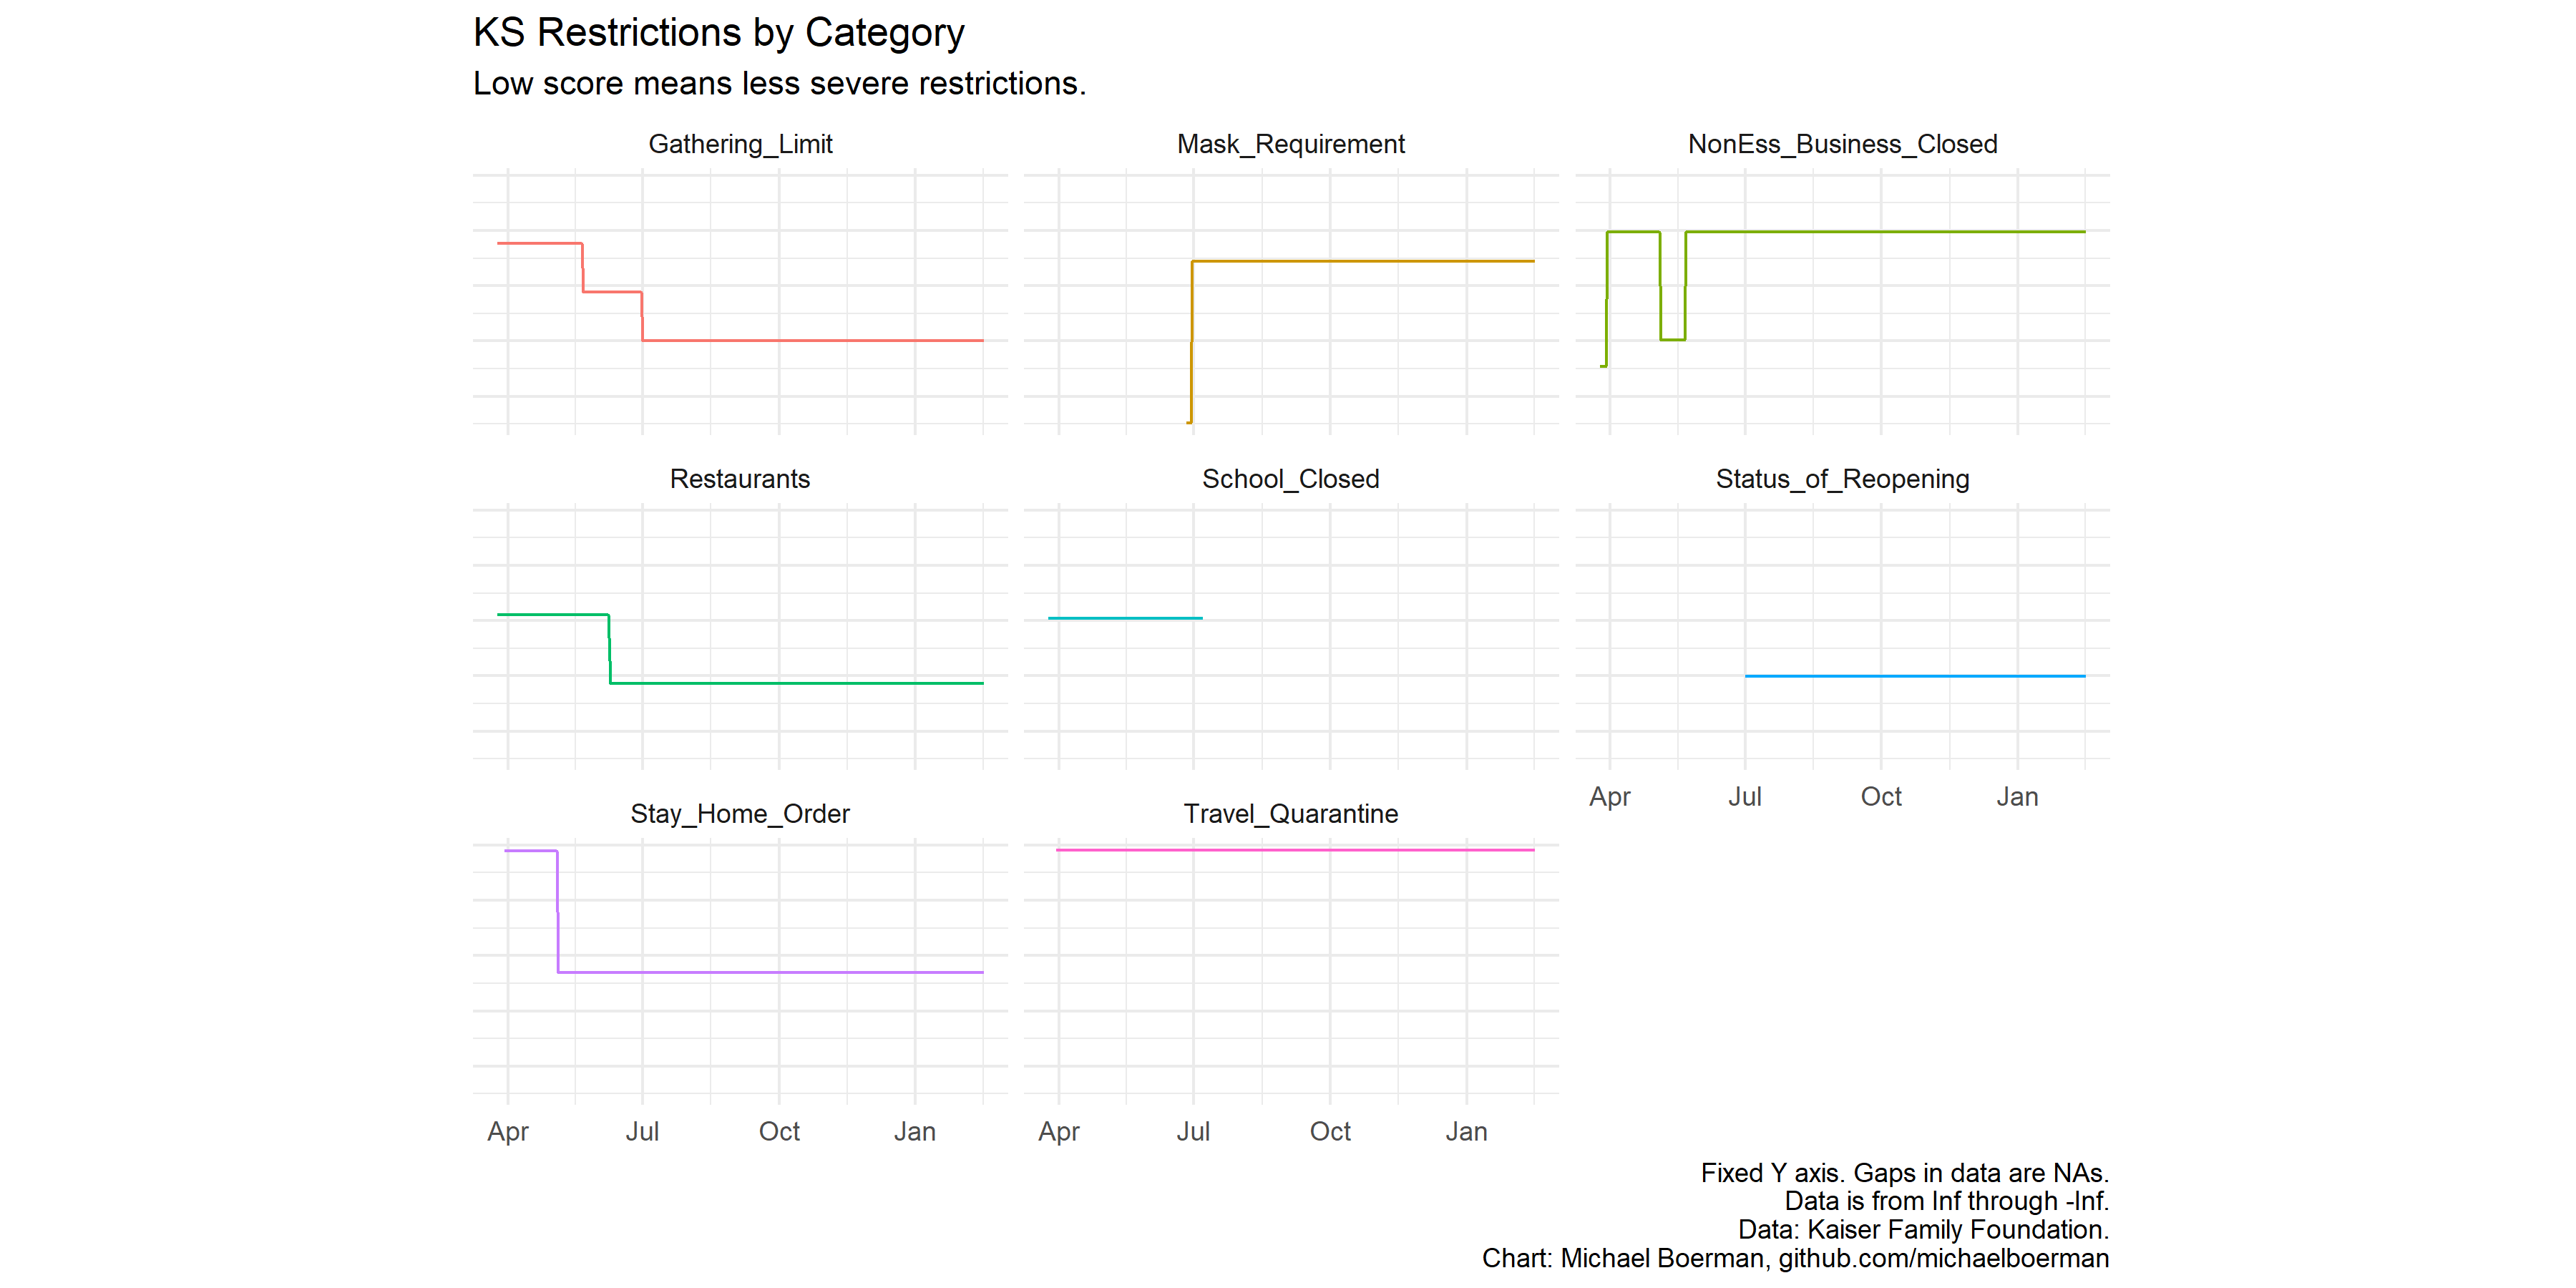 KS Restrictions by Category
Low score means less severe restrictions.
Gathering_Limit
Mask_Requirement
NonEss_Business_Closed
Restaurants
School_Closed
Status_of_Reopening
Apr Jul Oct Jan
Stay_Home_Order
Travel_Quarantine
Apr Jul Oct Jan
Apr Jul Oct Jan
Fixed Y axis. Gaps in data are NAs.
Data is from Inf through -Inf.
Data: Kaiser Family Foundation.
Chart: Michael Boerman, github.com/michaelboerman